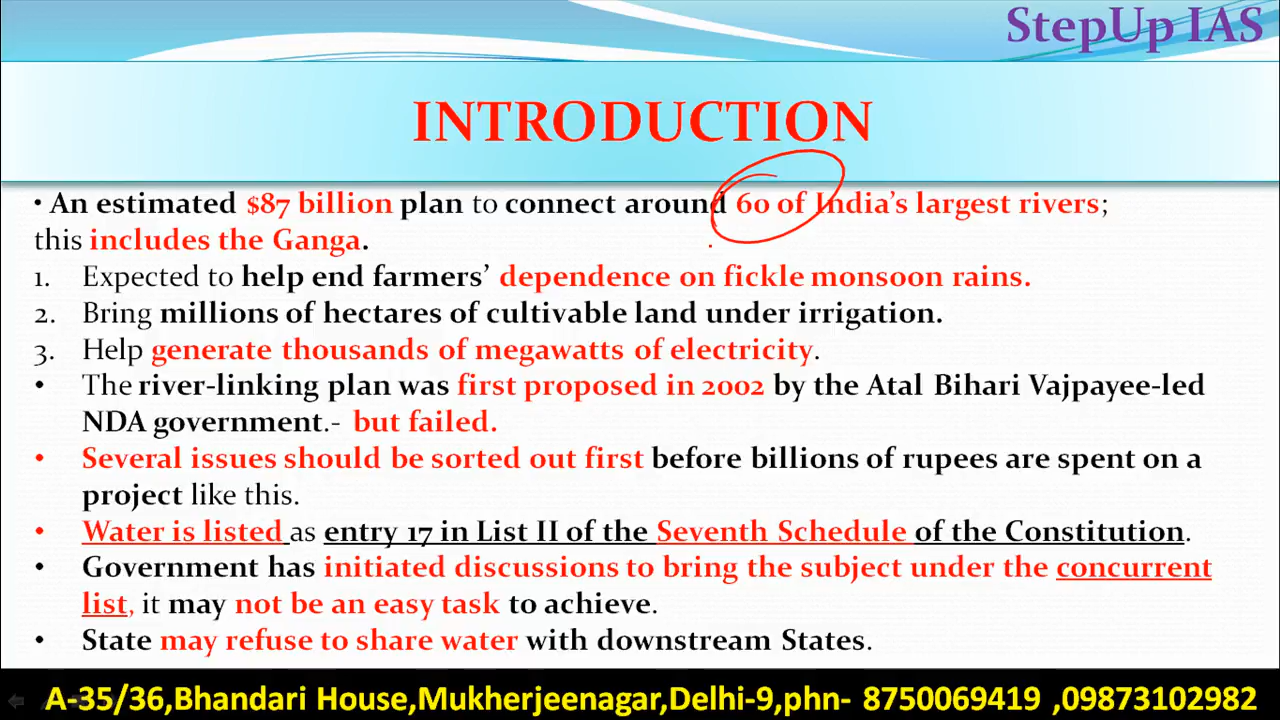 StepUp IAS
INTRODUCTION
• An estimated $87 billion plan to connect around 60 of India's largest rivers;
this includes the Ganga.
1. Expected to help end farmers' dependence on fickle monsoon rains.
2. Bring millions of hectares of cultivable land under irrigation.
3. Help generate thousands of megawatts of electricity.
• The river-linking plan was first proposed in 2002 by the Atal Bihari Vajpayee-led
NDA government.- but failed.
• Several issues should be sorted out first before billions of rupees are spent on a
project like this.
• Water is listed as entry 17 in List II of the Seventh Schedule of the Constitution.
• Government has initiated discussions to bring the subject under the concurrent
list, it may not be an easy task to achieve.
• State may refuse to share water with downstream States.
A-35/36,Bhandari House,Mukherjeenagar,Delhi-9,phn- 8750069419 ,09873102982